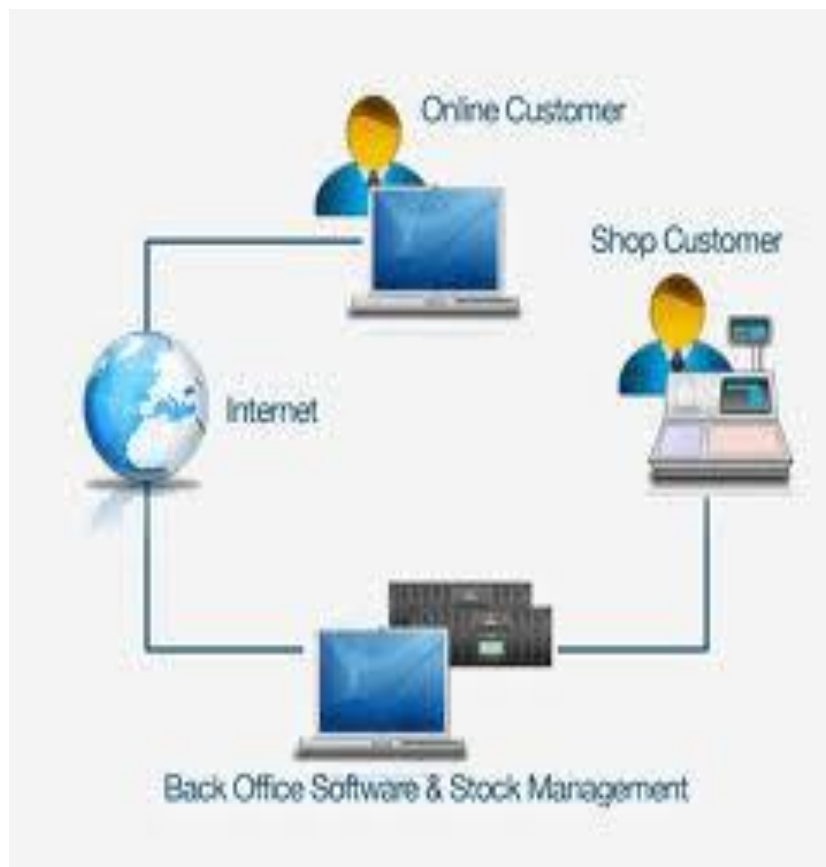 Online Customer
Shop Customer
Internet
Back Office Software & Stock Management